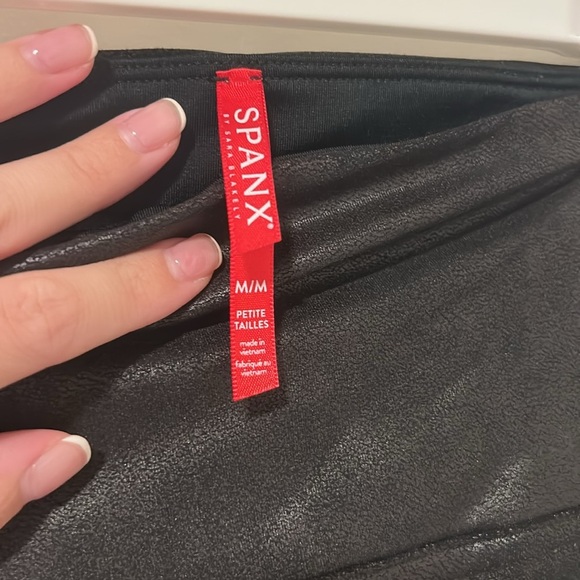 SPANX®
BY SARA BLAKELY
M/M
PETITE
TAILLES
made in
vietnam
fabriqué au
vietnam